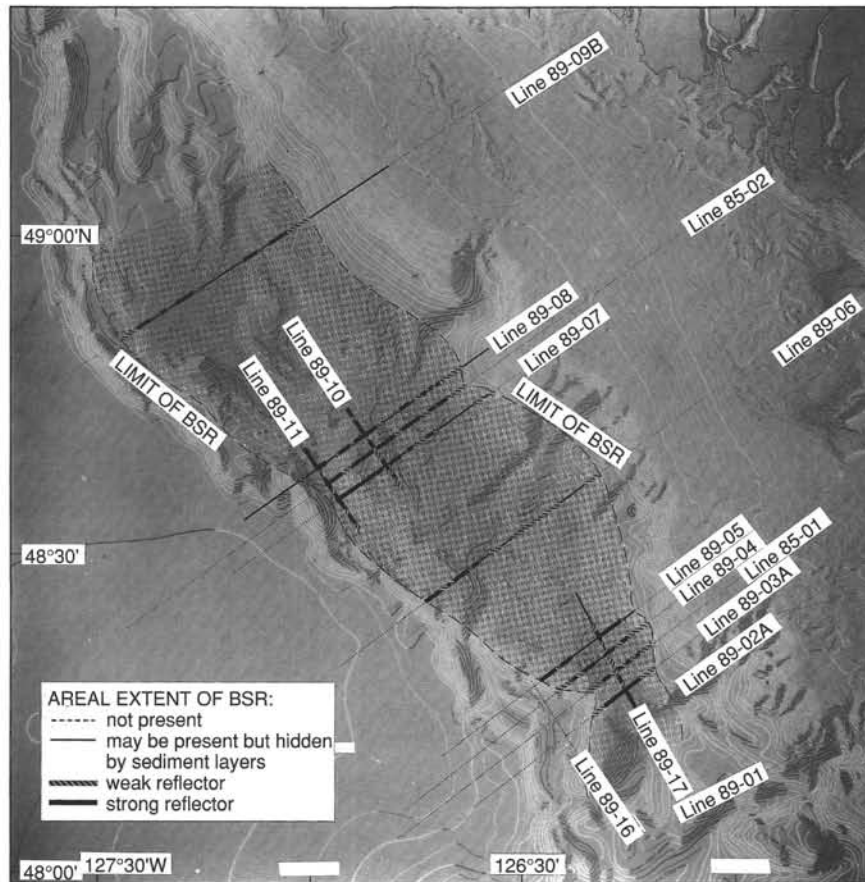 Line 89-09B
Line 85-02
49°00'N
Line 89-08
Line 89-07
Line 89-06
Line 89-10
LIMIT OF BSR
Line 89-11
LIMIT OF BSR
48°30'
Line 89-05
Line 89-04
Line 85-01
Line 89-03A
Line 89-02A
AREAL EXTENT OF BSR:
not present
may be present but hidden
by sediment layers
weak reflector
strong reflector
Line 89-17
Line 89-16
Line 89-01
48°00'
127°30'W
126°30'